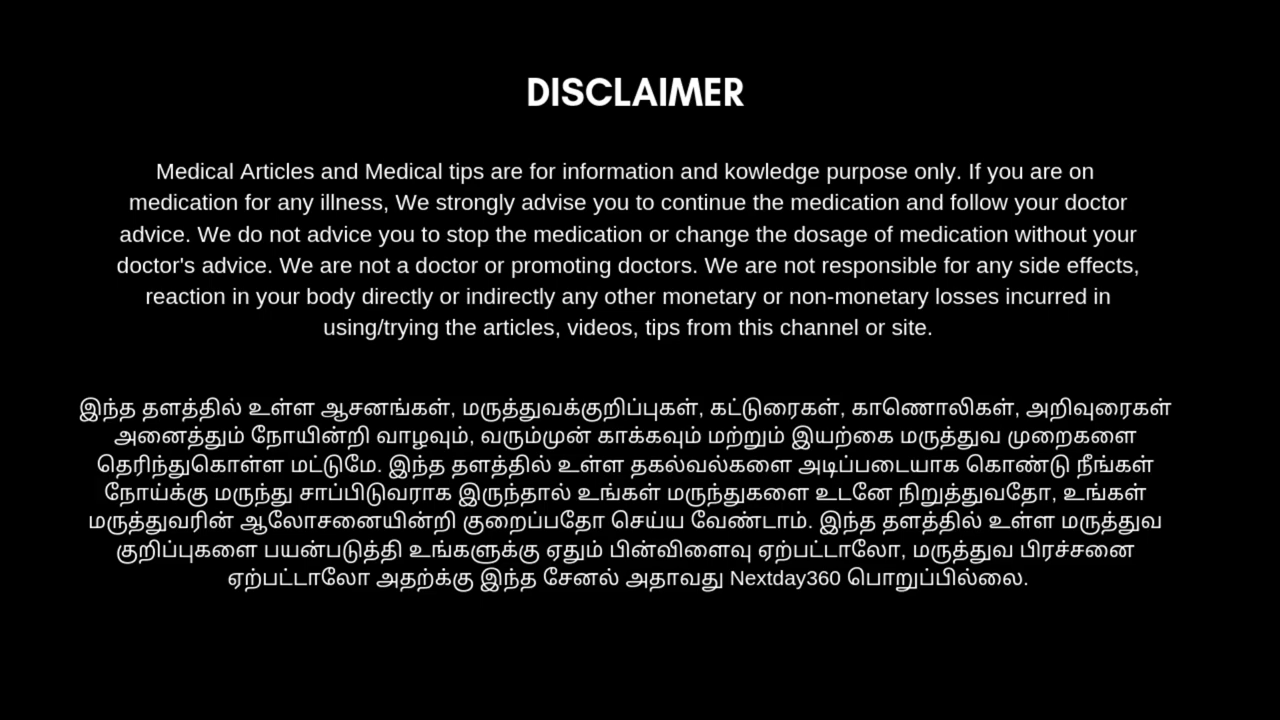 DISCLAIMER
Medical Articles and Medical tips are for information and kowledge purpose only. If you are on
medication for any illness, We strongly advise you to continue the medication and follow your doctor
advice. We do not advice you to stop the medication or change the dosage of medication without your
doctor's advice. We are not a doctor or promoting doctors. We are not responsible for any side effects,
reaction in your body directly or indirectly any other monetary or non-monetary losses incurred in
using/trying the articles, videos, tips from this channel or site.
இந்த தளத்தில் உள்ள ஆசனங்கள், மருத்துவக்குறிப்புகள், கட்டுரைகள், காணொலிகள், அறிவுரைகள்
அனைத்தும் நோயின்றி வாழவும், வரும்முன் காக்கவும் மற்றும் இயற்கை மருத்துவ முறைகளை
தெரிந்துகொள்ள மட்டுமே. இந்த தளத்தில் உள்ள தகல்வல்களை அடிப்படையாக கொண்டு நீங்கள்
நோய்க்கு மருந்து சாப்பிடுவராக இருந்தால் உங்கள் மருந்துகளை உடனே நிறுத்துவதோ, உங்கள்
மருத்துவரின் ஆலோசனையின்றி குறைப்பதோ செய்ய வேண்டாம். இந்த தளத்தில் உள்ள மருத்துவ
குறிப்புகளை பயன்படுத்தி உங்களுக்கு ஏதும் பின்விளைவு ஏற்பட்டாலோ, மருத்துவ பிரச்சனை
ஏற்பட்டாலோ அதற்க்கு இந்த சேனல் அதாவது Nextday360 பொறுப்பில்லை.